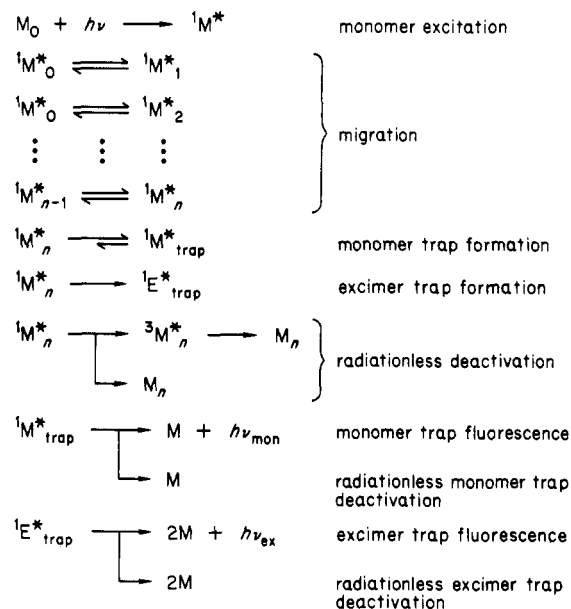 M₀ + hν ⟶ ¹M* monomer excitation
¹M*₀ ⇌ ¹M*₁
¹M*₀ ⇌ ¹M*₂
⋮ ⋮ ⋮
migration
¹M*ₙ₋₁ ⇌ ¹M*ₙ
¹M*ₙ ⇌ ¹M*trap monomer trap formation
¹M*ₙ ⟶ ¹E*trap excimer trap formation
¹M*ₙ ⟶ ³M*ₙ ⟶ Mₙ
radiationless deactivation
Mₙ
¹M*trap ⟶ M + hνmon monomer trap fluorescence
M radiationless monomer trap
deactivation
¹E*trap ⟶ 2M + hνex excimer trap fluorescence
2M radiationless excimer trap
deactivation